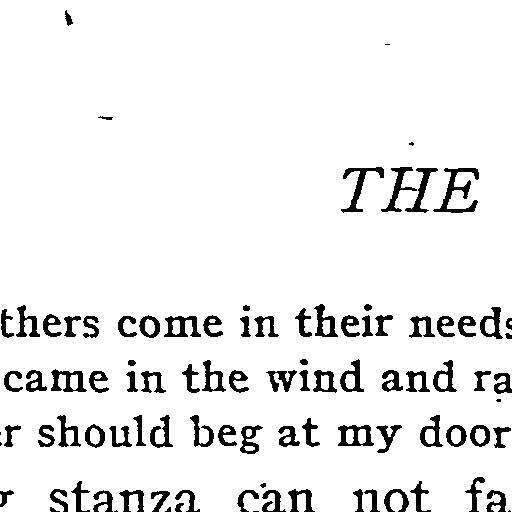 THE
thers come in their needs
came in the wind and ra
er should beg at my door
g stanza can not fa